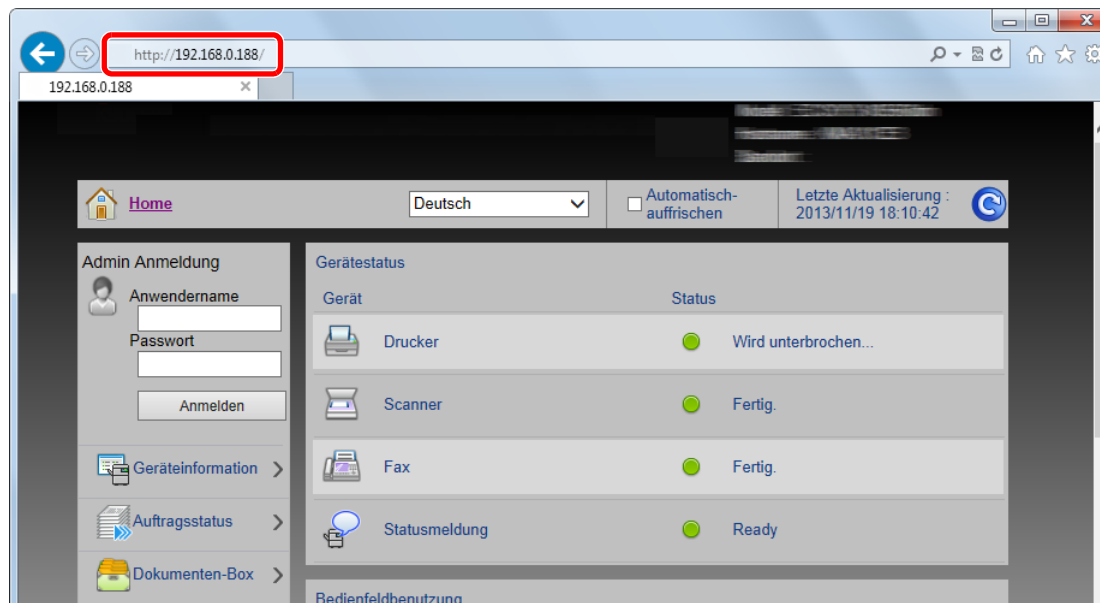 http://192.168.0.188/
192.168.0.188
Home
Deutsch
Automatisch-
auffrischen
Letzte Aktualisierung :
2013/11/19 18:10:42
Admin Anmeldung
Anwendername
Passwort
Anmelden
Geräteinformation
Auftragsstatus
Dokumenten-Box
Gerätestatus
Gerät Status
Drucker Wird unterbrochen...
Scanner Fertig.
Fax Fertig.
Statusmeldung Ready
Bedienfeldbenutzung